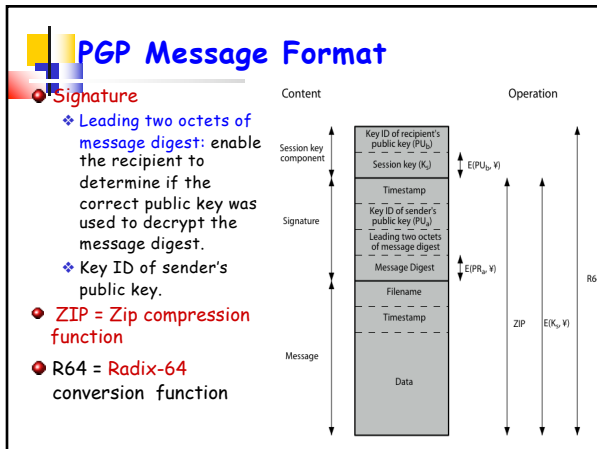 PGP Message Format
Signature
Leading two octets of
message digest: enable
the recipient to
determine if the
correct public key was
used to decrypt the
message digest.
Key ID of sender's
public key.
ZIP = Zip compression
function
R64 = Radix-64
conversion function
Content
Operation
Session key
component
Key ID of recipient's
public key (PUb)
Session key (Ks)
E(PUb, ¥)
Signature
Timestamp
Key ID of sender's
public key (PUa)
Leading two octets
of message digest
Message Digest
E(PRa, ¥)
Message
Filename
Timestamp
Data
ZIP
E(Ks, ¥)
R6